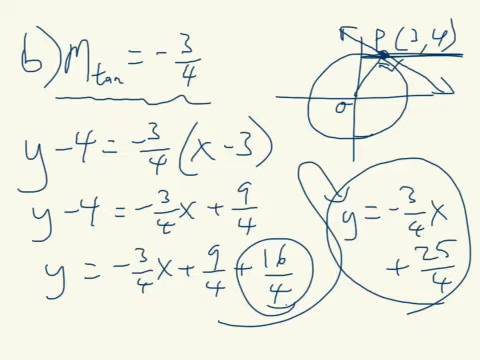 b) m_tan = -3/4
P (3,4)
O
y - 4 = -3/4 (x - 3)
y - 4 = -3/4 x + 9/4
y = -3/4 x + 9/4 + 16/4
y = -3/4 x
+ 25/4